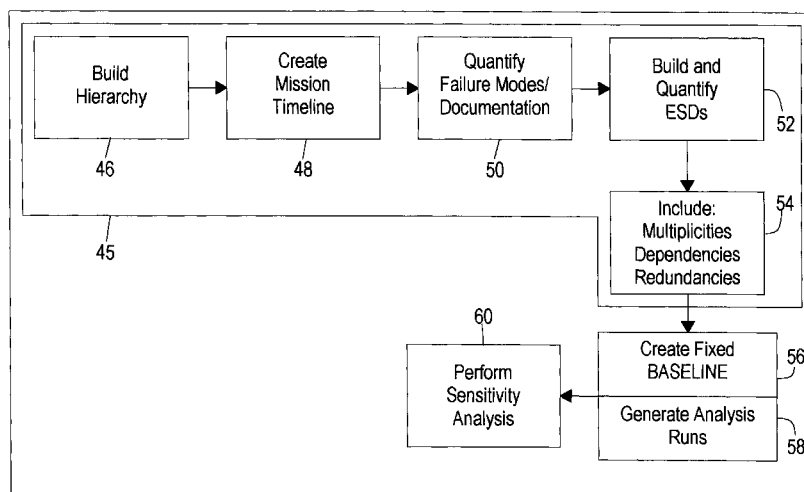 Build
Hierarchy
Create
Mission
Timeline
Quantify
Failure Modes/
Documentation
Build and
Quantify
ESDs
52
46
48
50
54
Include:
Multiplicities
Dependencies
Redundancies
45
60
Perform
Sensitivity
Analysis
Create Fixed
BASELINE
56
Generate Analysis
Runs
58